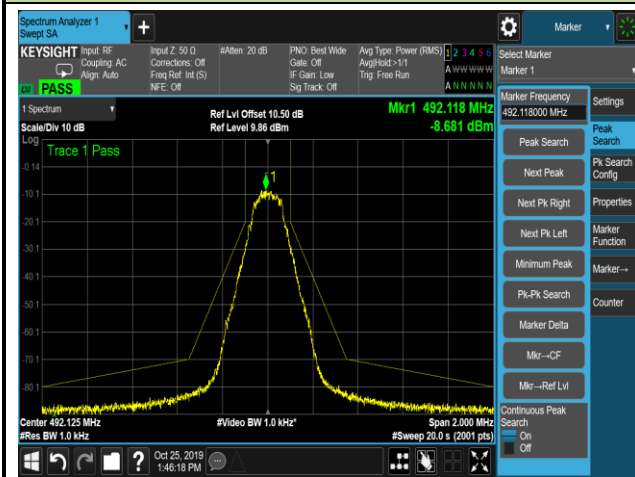 Spectrum Analyzer 1
Swept SA
+
Marker
KEYSIGHT
Input: RF
Coupling: AC
Align: Auto
Input Z: 50 Ω
Corrections: Off
Freq Ref: Int (S)
NFE: Off
#Atten: 20 dB
PNO: Best Wide
Gate: Off
IF Gain: Low
Sig Track: Off
Avg Type: Power (RMS)
Avg|Hold >1/1
Trig: Free Run
1 2 3 4 5 6
A W W W W W
A N N N N N
PASS
Select Marker
Marker 1
1 Spectrum
Scale/Div 10 dB
Ref Lvl Offset 10.50 dB
Ref Level 9.86 dBm
Mkr1 492.118 MHz
-8.681 dBm
Log
Trace 1 Pass
1
-0.14
-10.1
-20.1
-30.1
-40.1
-50.1
-60.1
-70.1
-80.1
Center 492.125 MHz
#Video BW 1.0 kHz*
Span 2.000 MHz
#Res BW 1.0 kHz
#Sweep 20.0 s (2001 pts)
Marker Frequency
492.118000 MHz
Peak Search
Next Peak
Next Pk Right
Next Pk Left
Minimum Peak
Pk-Pk Search
Marker Delta
Mkr→CF
Mkr→Ref Lvl
Continuous Peak
Search
On
Off
Settings
Peak
Search
Pk Search
Config
Properties
Marker
Function
Marker→
Counter
?
Oct 25, 2019
1:46:18 PM